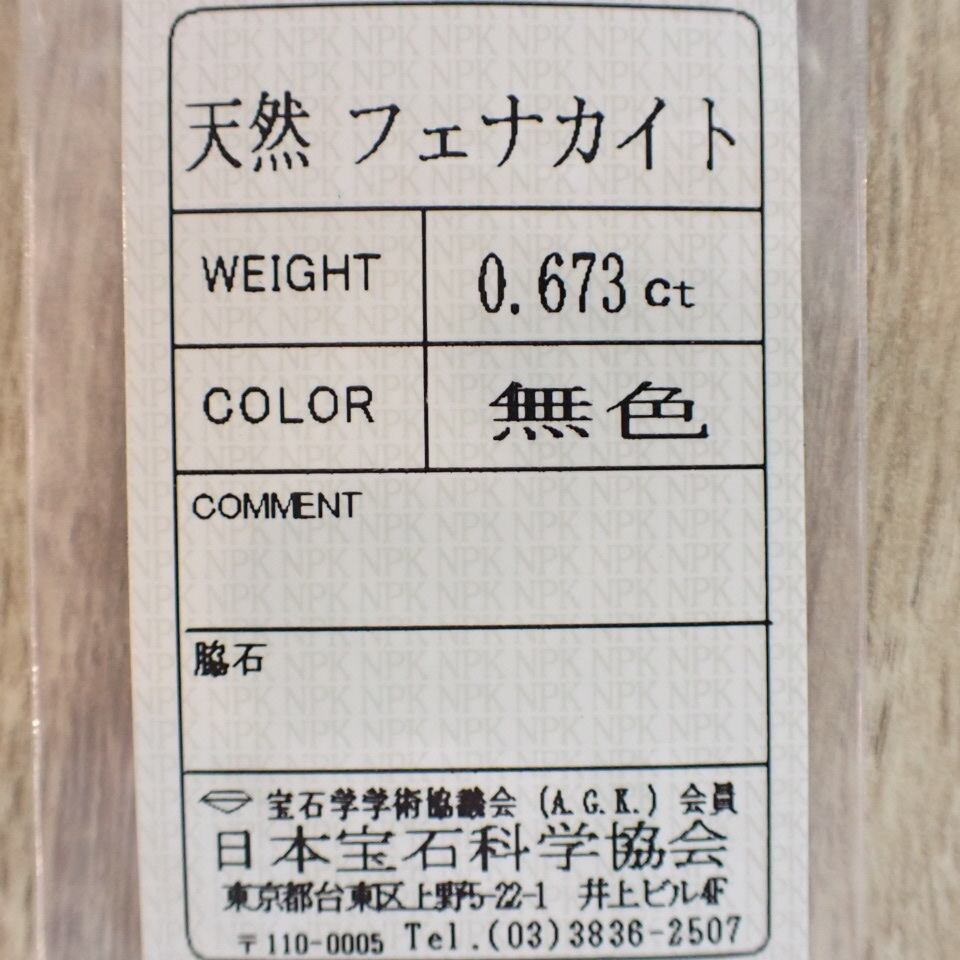 天然 フェナカイト
WEIGHT 0.673 ct
COLOR 無色
COMMENT
脇石
宝石学学術協議会 (A.G.K.) 会員
日本宝石科学協会
東京都台東区上野5-22-1 井上ビル4F
〒110-0005 Tel.(03)3836-2507